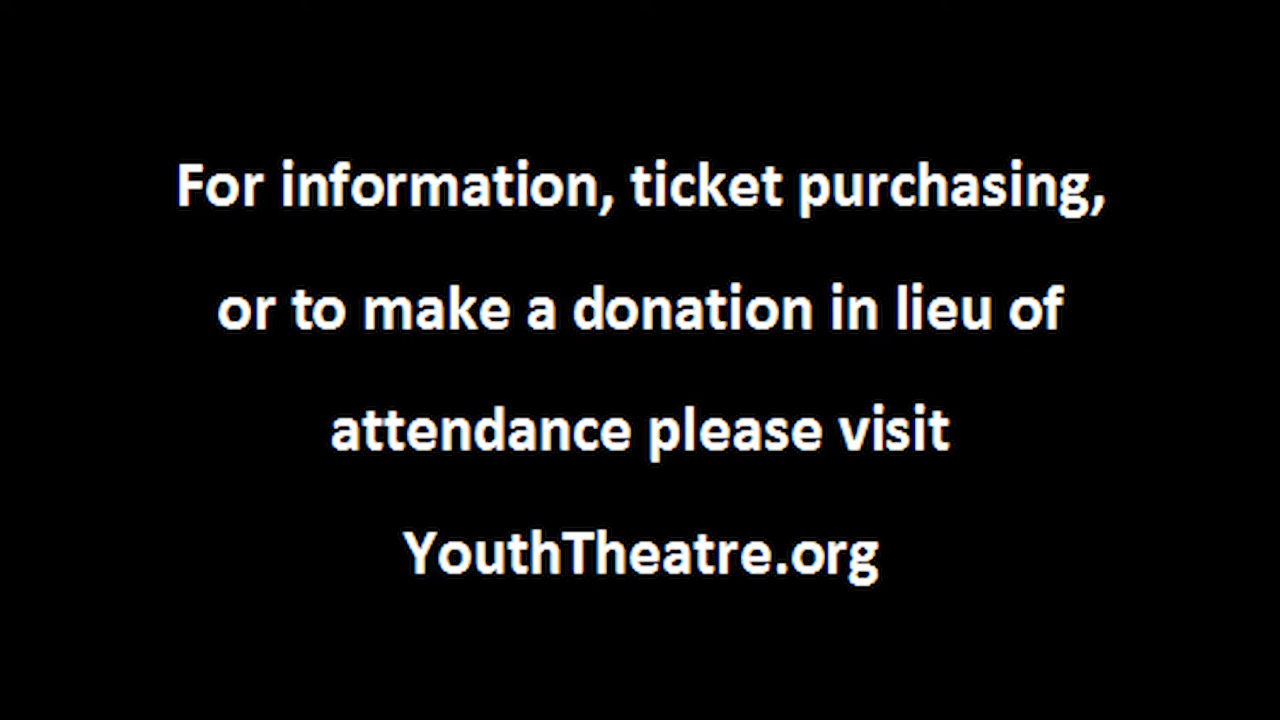 For information, ticket purchasing,
or to make a donation in lieu of
attendance please visit
YouthTheatre.org